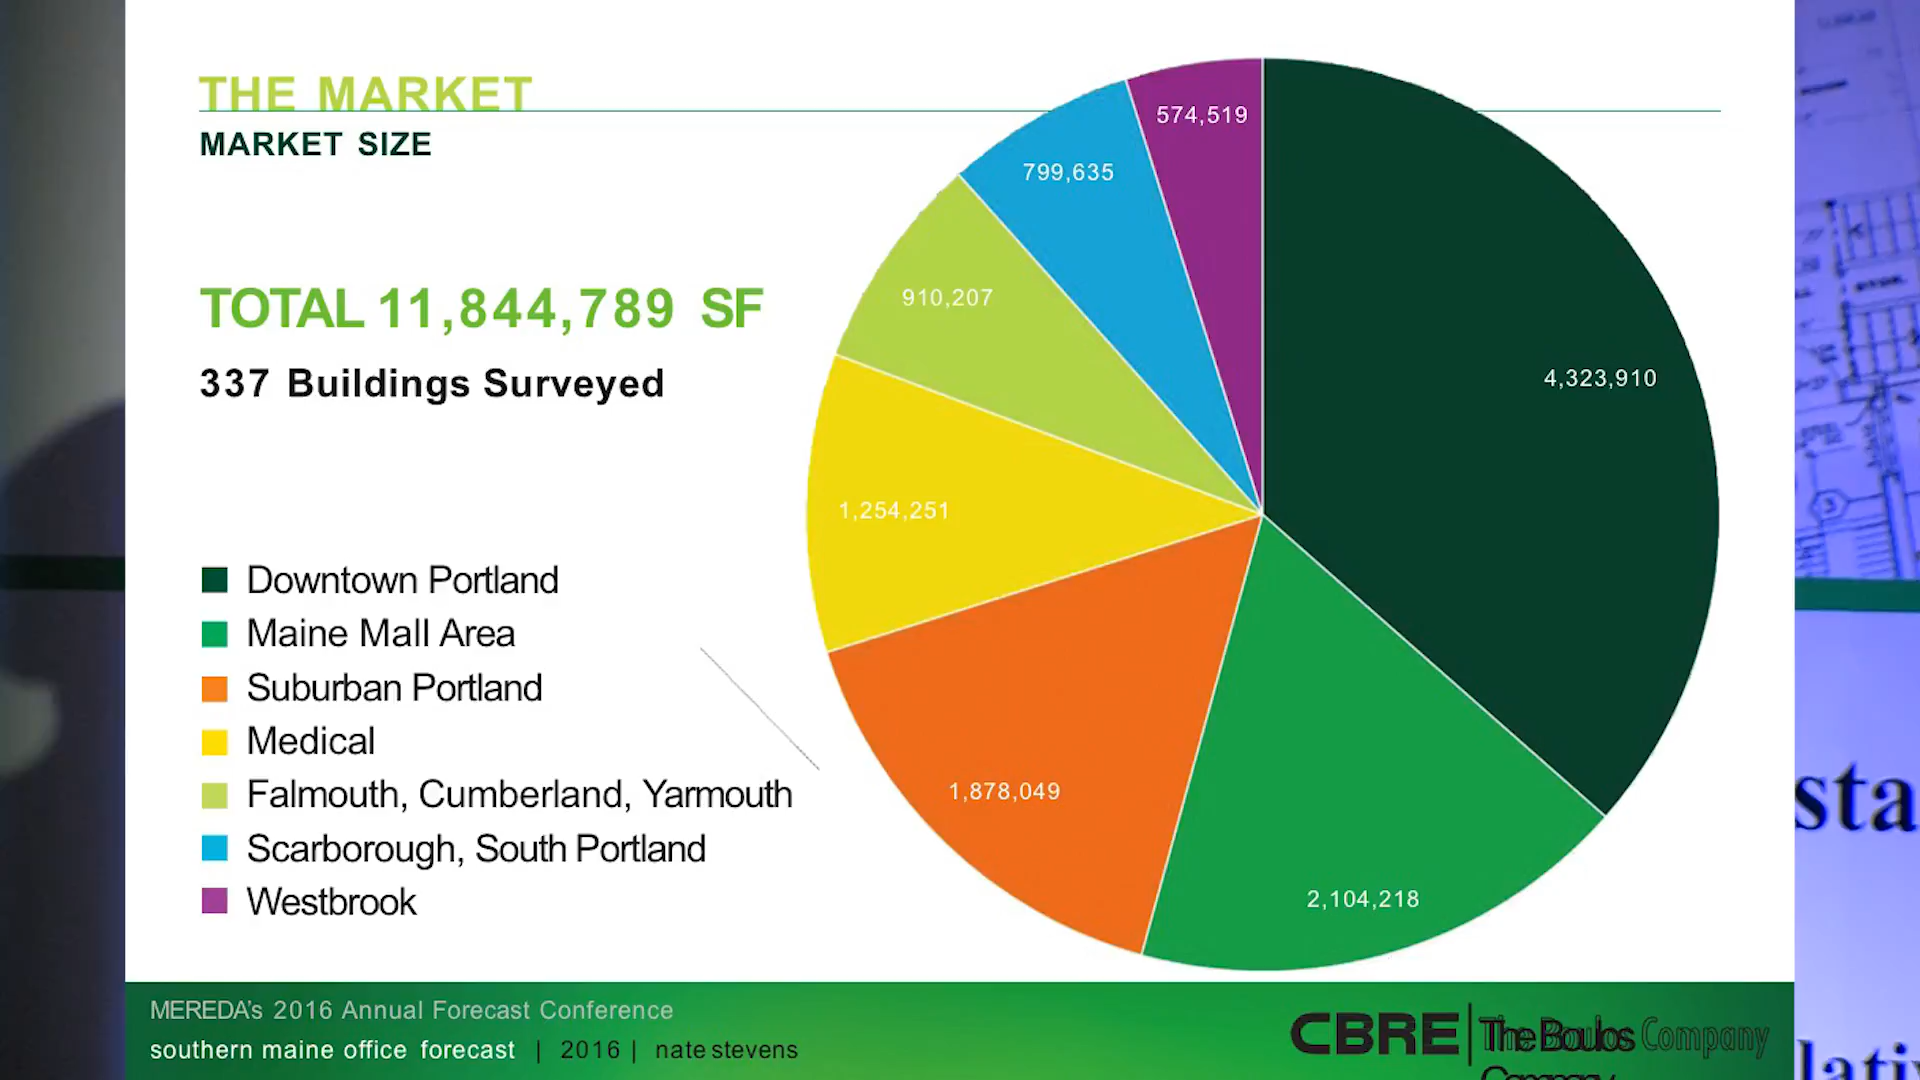 THE MARKET
MARKET SIZE
TOTAL 11,844,789 SF
337 Buildings Surveyed
Downtown Portland
Maine Mall Area
Suburban Portland
Medical
Falmouth, Cumberland, Yarmouth
Scarborough, South Portland
Westbrook
574,519
799,635
910,207
4,323,910
1,254,251
1,878,049
2,104,218
MEREDA's 2016 Annual Forecast Conference
southern maine office forecast | 2016 | nate stevens
CBRE | The Boulos Company
Company
sta
lati